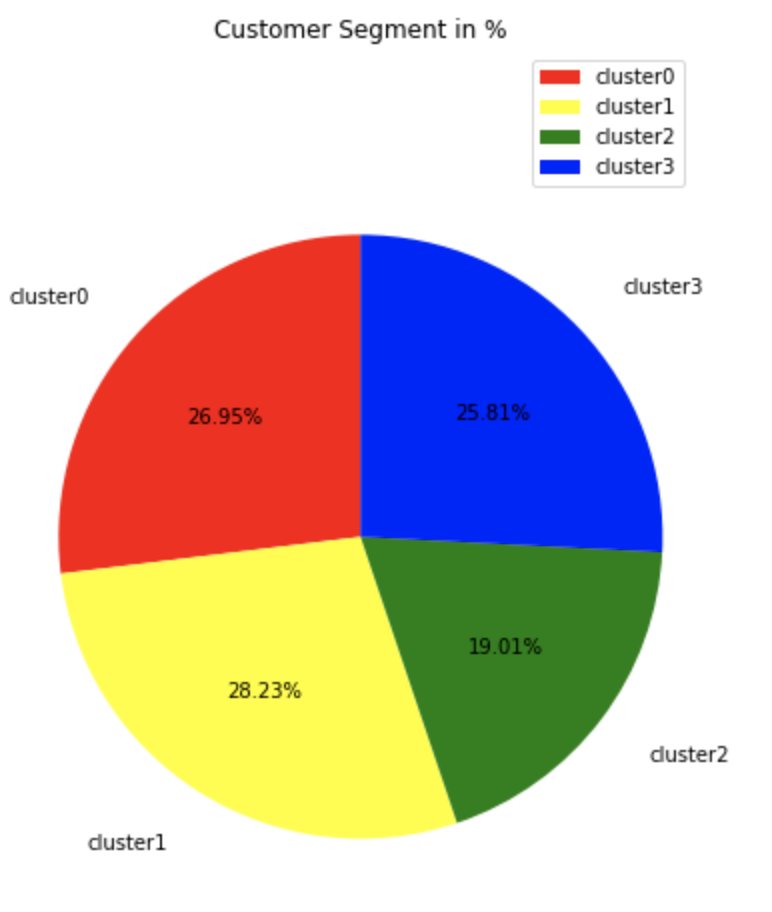 Customer Segment in %
cluster0
cluster1
cluster2
cluster3
cluster0
cluster3
26.95%
25.81%
19.01%
28.23%
cluster2
cluster1